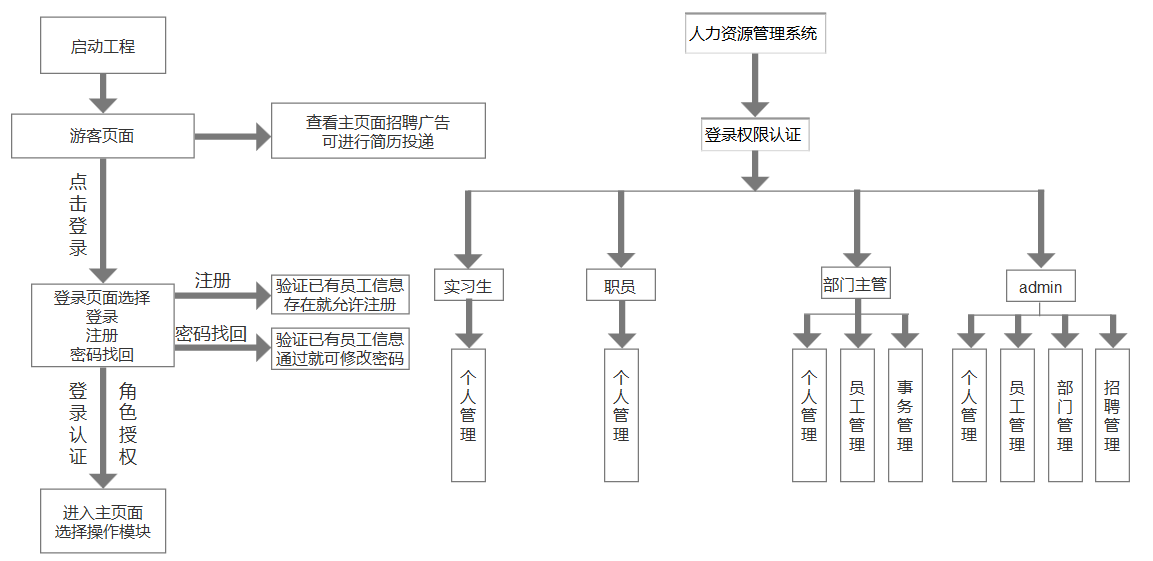 启动工程
游客页面
查看主页面招聘广告
可进行简历投递
点击登录
登录页面选择
登录
注册
密码找回
注册
验证已有员工信息
存在就允许注册
密码找回
验证已有员工信息
通过就可修改密码
登录认证
角色授权
进入主页面
选择操作模块
人力资源管理系统
登录权限认证
实习生
职员
部门主管
admin
个人管理
个人管理
个人管理
员工管理
事务管理
个人管理
员工管理
部门管理
招聘管理